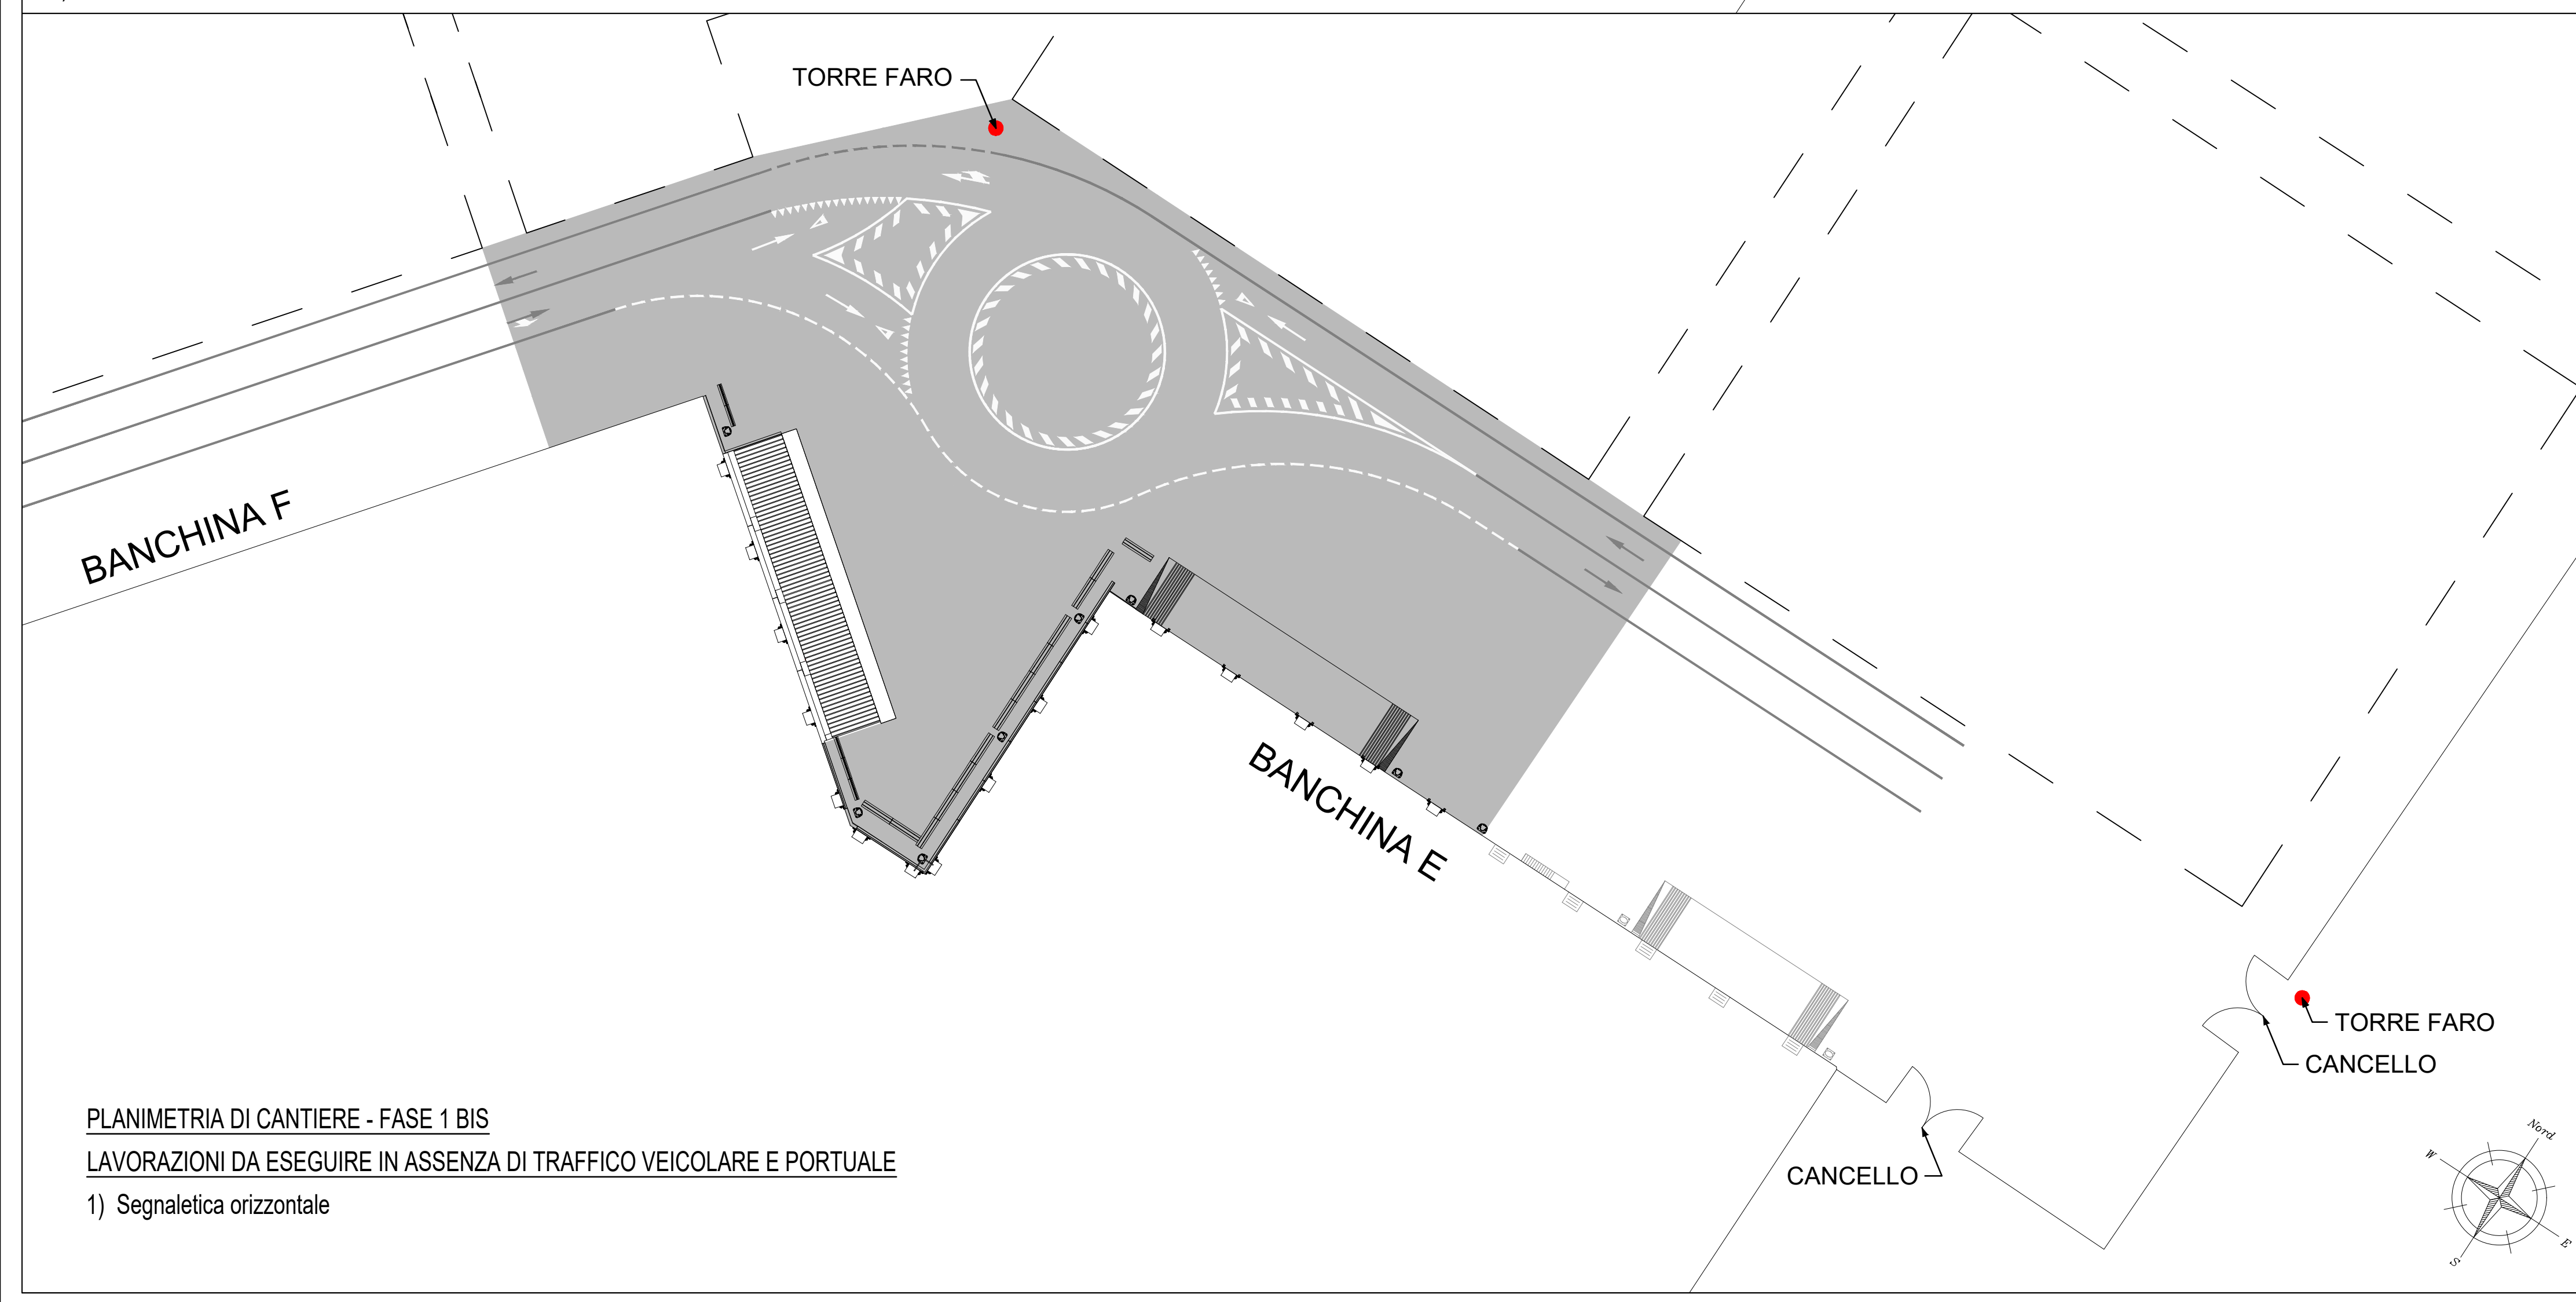 TORRE FARO
BANCHINA F
BANCHINA E
TORRE FARO
CANCELLO
CANCELLO
PLANIMETRIA DI CANTIERE - FASE 1 BIS
LAVORAZIONI DA ESEGUIRE IN ASSENZA DI TRAFFICO VEICOLARE E PORTUALE
1) Segnaletica orizzontale
Nord
W
E
S